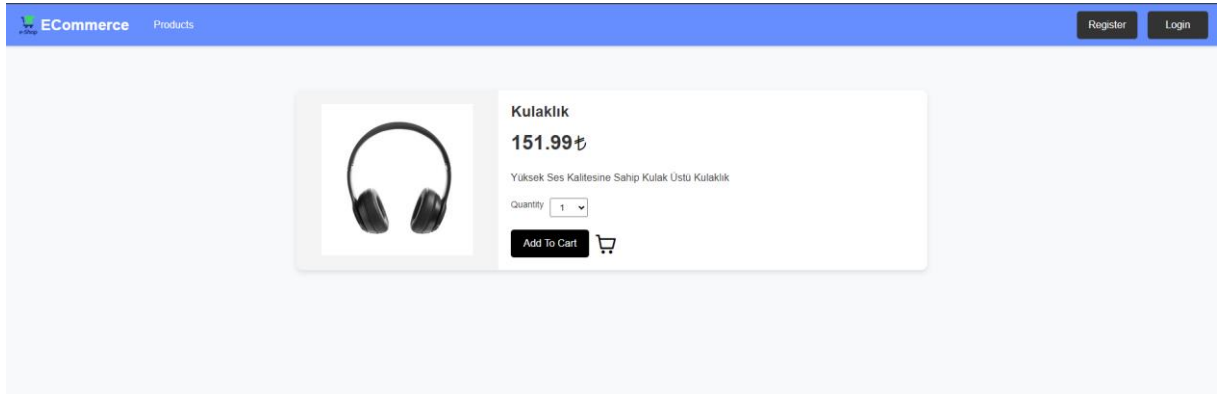 e-Shop
ECommerce
Products
Register
Login
Kulaklık
151.99₺
Yüksek Ses Kalitesine Sahip Kulak Üstü Kulaklık
Quantity 1
Add To Cart